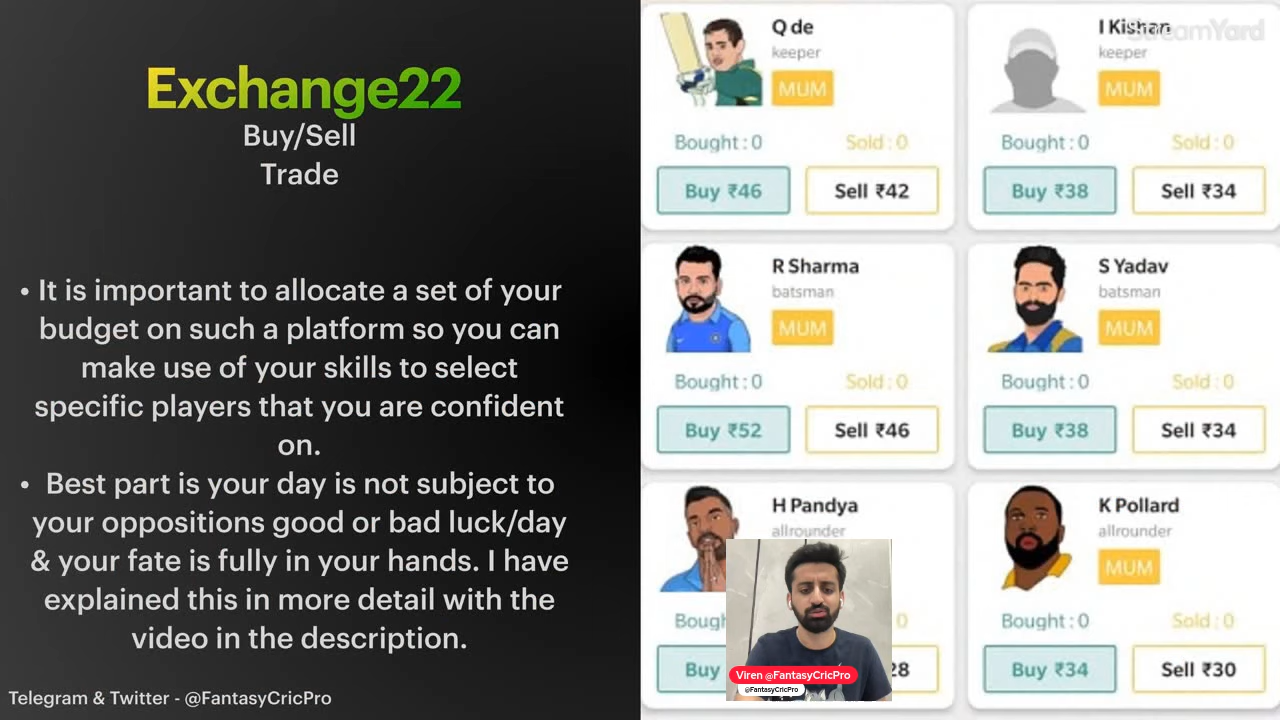 Exchange22
Buy/Sell
Trade
• It is important to allocate a set of your
budget on such a platform so you can
make use of your skills to select
specific players that you are confident
on.
• Best part is your day is not subject to
your oppositions good or bad luck/day
& your fate is fully in your hands. I have
explained this in more detail with the
video in the description.
Telegram & Twitter - @FantasyCricPro
StreamYard
Q de
keeper
MUM
Bought : 0 Sold : 0
Buy ₹46 Sell ₹42
I Kishan
keeper
MUM
Bought : 0 Sold : 0
Buy ₹38 Sell ₹34
R Sharma
batsman
MUM
Bought : 0 Sold : 0
Buy ₹52 Sell ₹46
S Yadav
batsman
MUM
Bought : 0 Sold : 0
Buy ₹38 Sell ₹34
H Pandya
allrounder
0
Buy 28
K Pollard
allrounder
MUM
Bought : 0 Sold : 0
Buy ₹34 Sell ₹30
Viren @FantasyCricPro
@FantasyCricPro